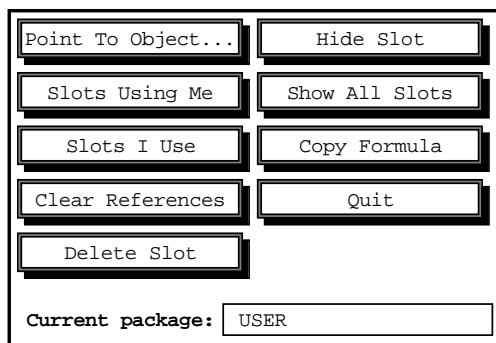 Point To Object... Hide Slot
Slots Using Me Show All Slots
Slots I Use Copy Formula
Clear References Quit
Delete Slot
Current package: USER